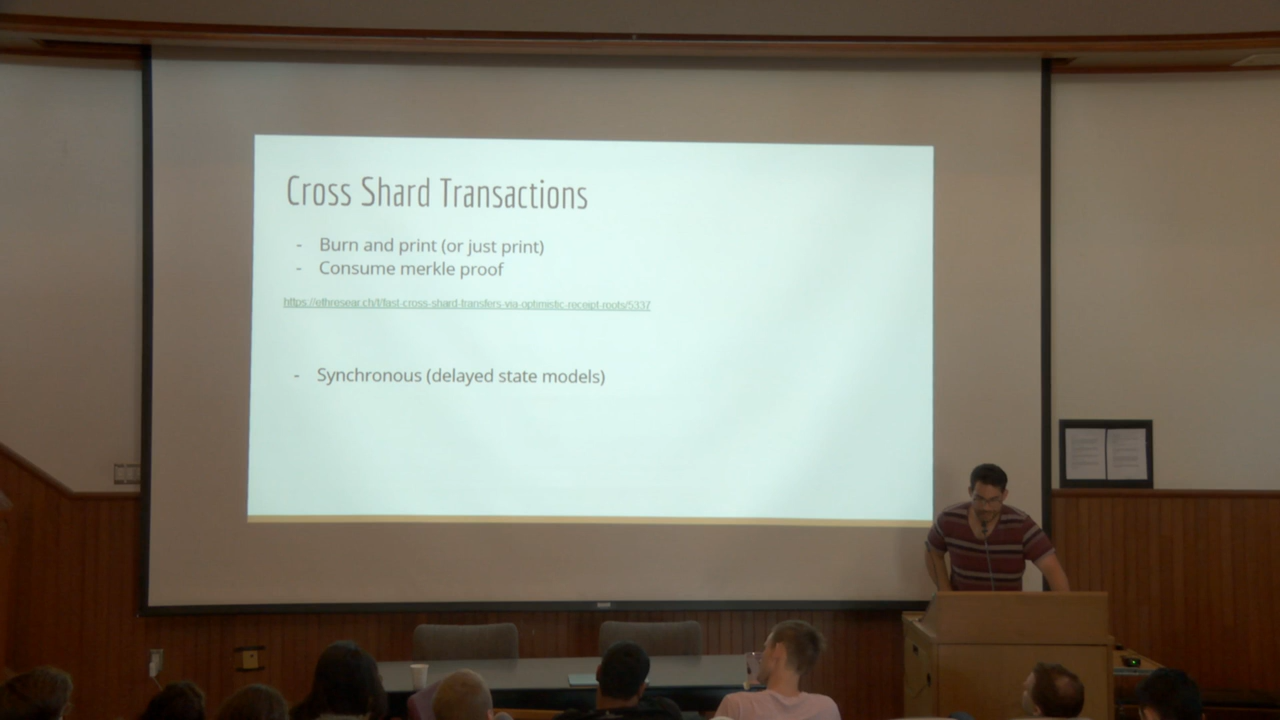 Cross Shard Transactions
- Burn and print (or just print)
- Consume merkle proof
https://ethresear.ch/t/fast-cross-shard-transfers-via-optimistic-receipt-roots/5337
- Synchronous (delayed state models)